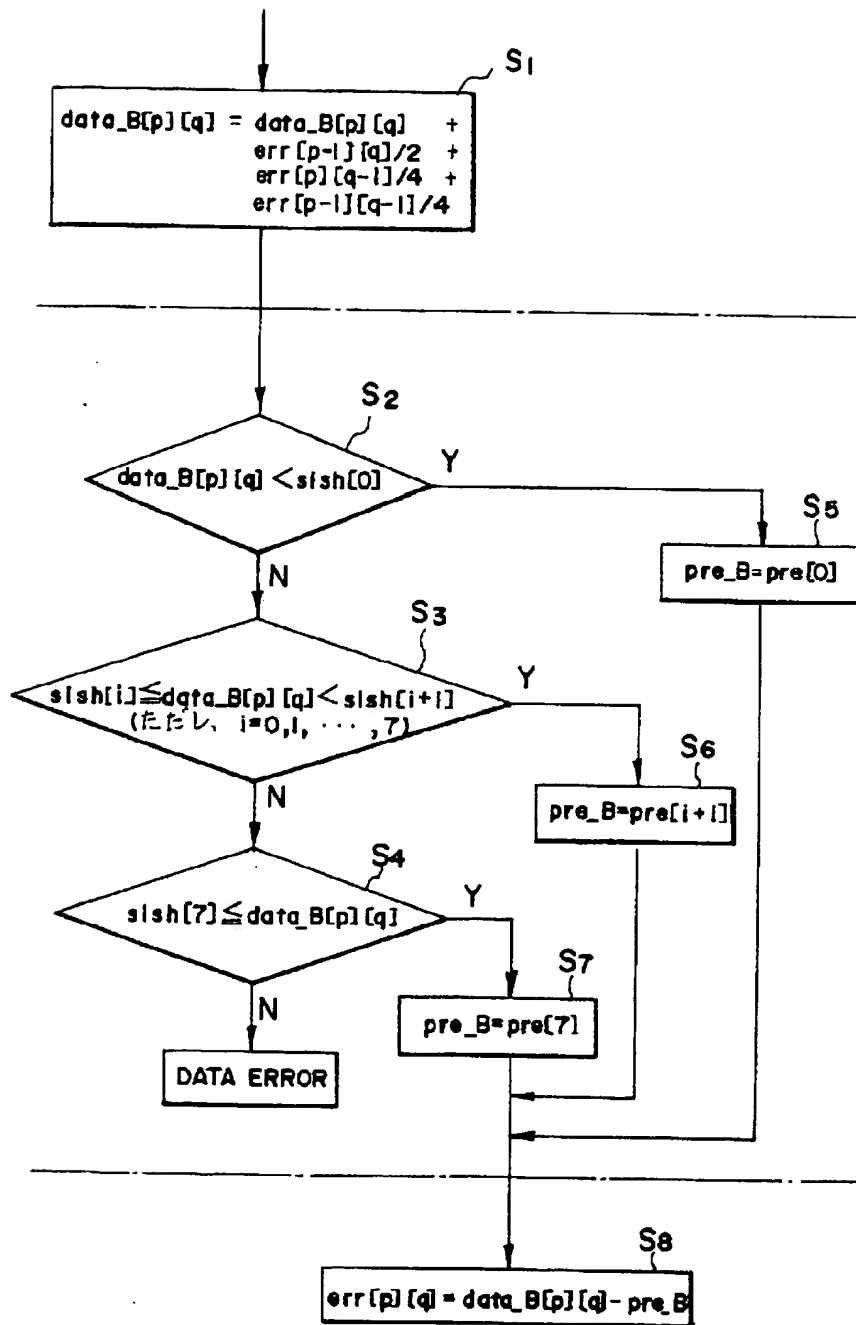 S1
data_B[p][q] = data_B[p][q] +
err[p-1][q]/2 +
err[p][q-1]/4 +
err[p-1][q-1]/4
S2
data_B[p][q]<slsh[0]
Y
N
S5
pre_B=pre[0]
S3
slsh[i]≦data_B[p][q]<slsh[i+1]
(ただし、i=0,1,···,7)
Y
N
S6
pre_B=pre[i+1]
S4
slsh[7]≦data_B[p][q]
Y
N
S7
pre_B=pre[7]
DATA ERROR
S8
err[p][q]=data_B[p][q]-pre_B